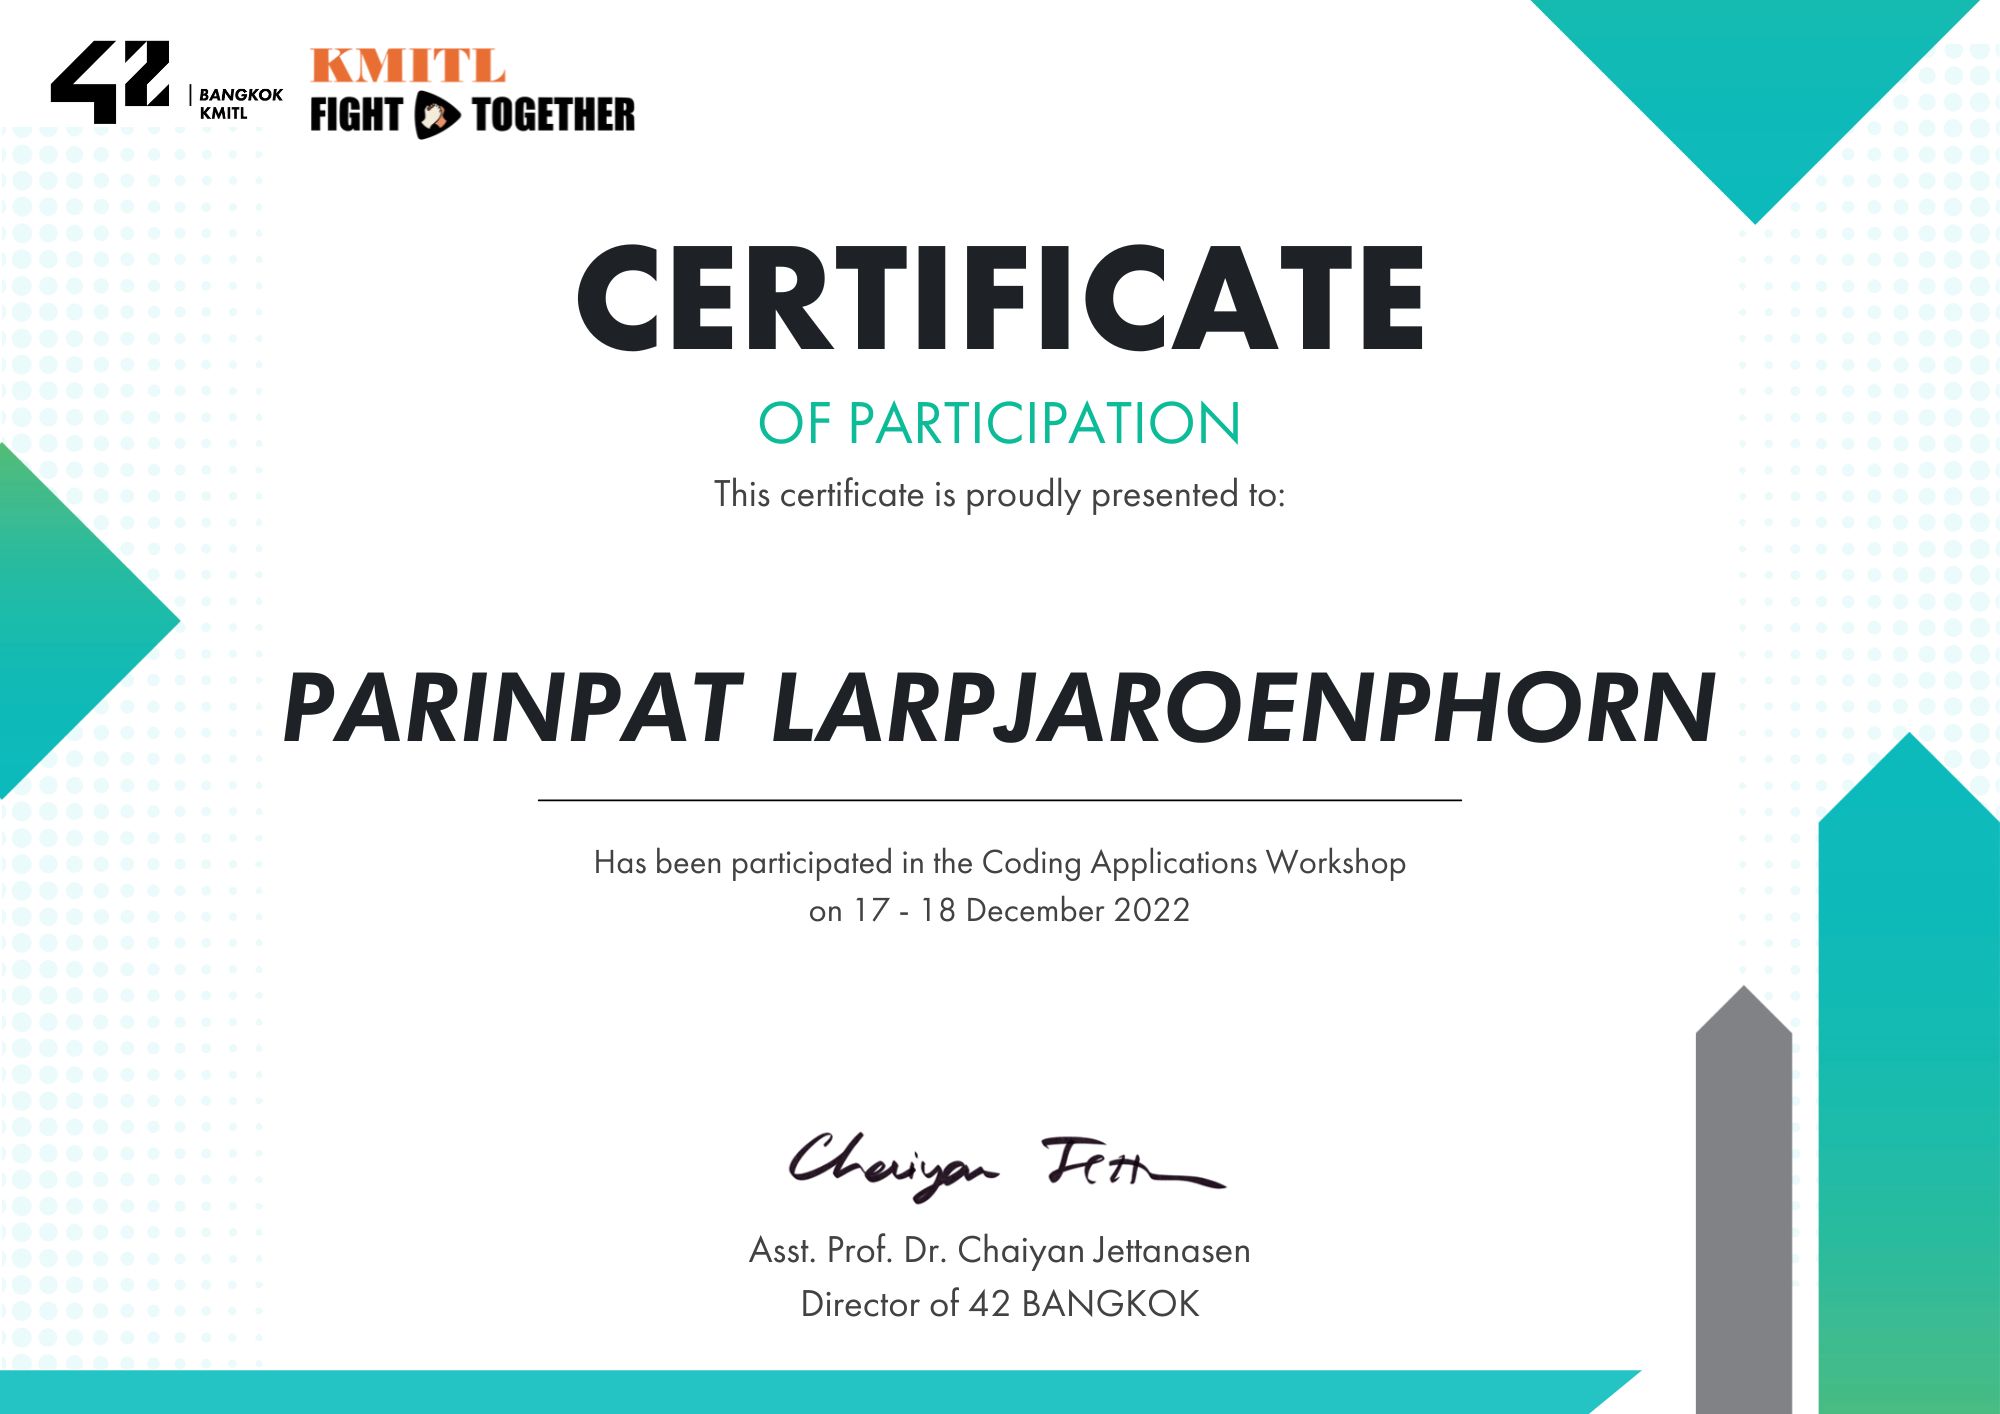 42 BANGKOK
KMITL
KMITL
FIGHT TOGETHER
CERTIFICATE
OF PARTICIPATION
This certificate is proudly presented to:
PARINPAT LARPJAROENPHORN
Has been participated in the Coding Applications Workshop
on 17 - 18 December 2022
Chaiyan Jett
Asst. Prof. Dr. Chaiyan Jettanasen
Director of 42 BANGKOK